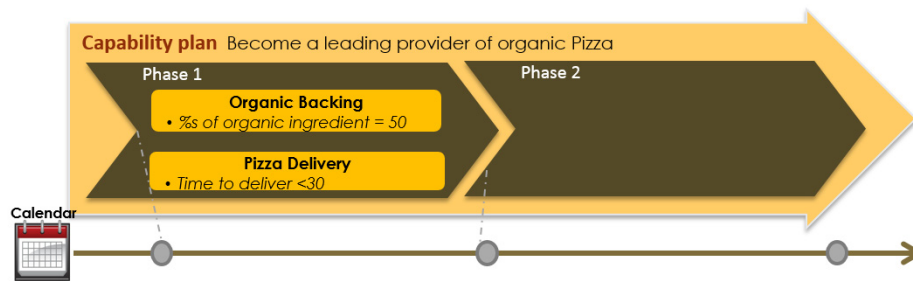 Capability plan Become a leading provider of organic Pizza
Phase 1
Phase 2
Organic Backing
• %s of organic ingredient = 50
Pizza Delivery
• Time to deliver <30
Calendar